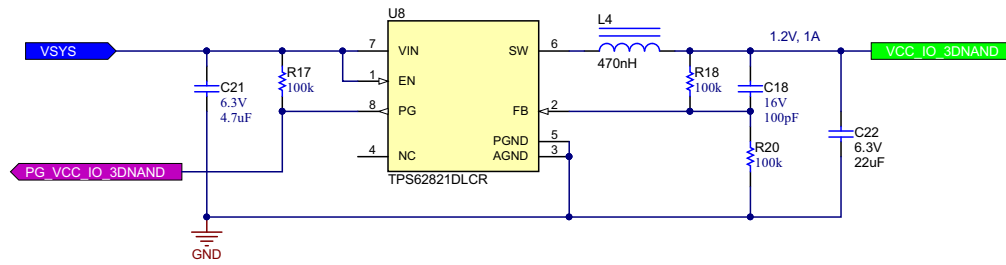 U8
L4
VSYS
7
VIN
SW
6
1.2V, 1A
VCC_IO_3DNAND
470nH
R17
100k
1
EN
R18
100k
C21
6.3V
4.7uF
C18
16V
100pF
8
PG
FB
2
C22
6.3V
22uF
PGND
5
4
NC
AGND
3
R20
100k
PG_VCC_IO_3DNAND
TPS62821DLCR
GND